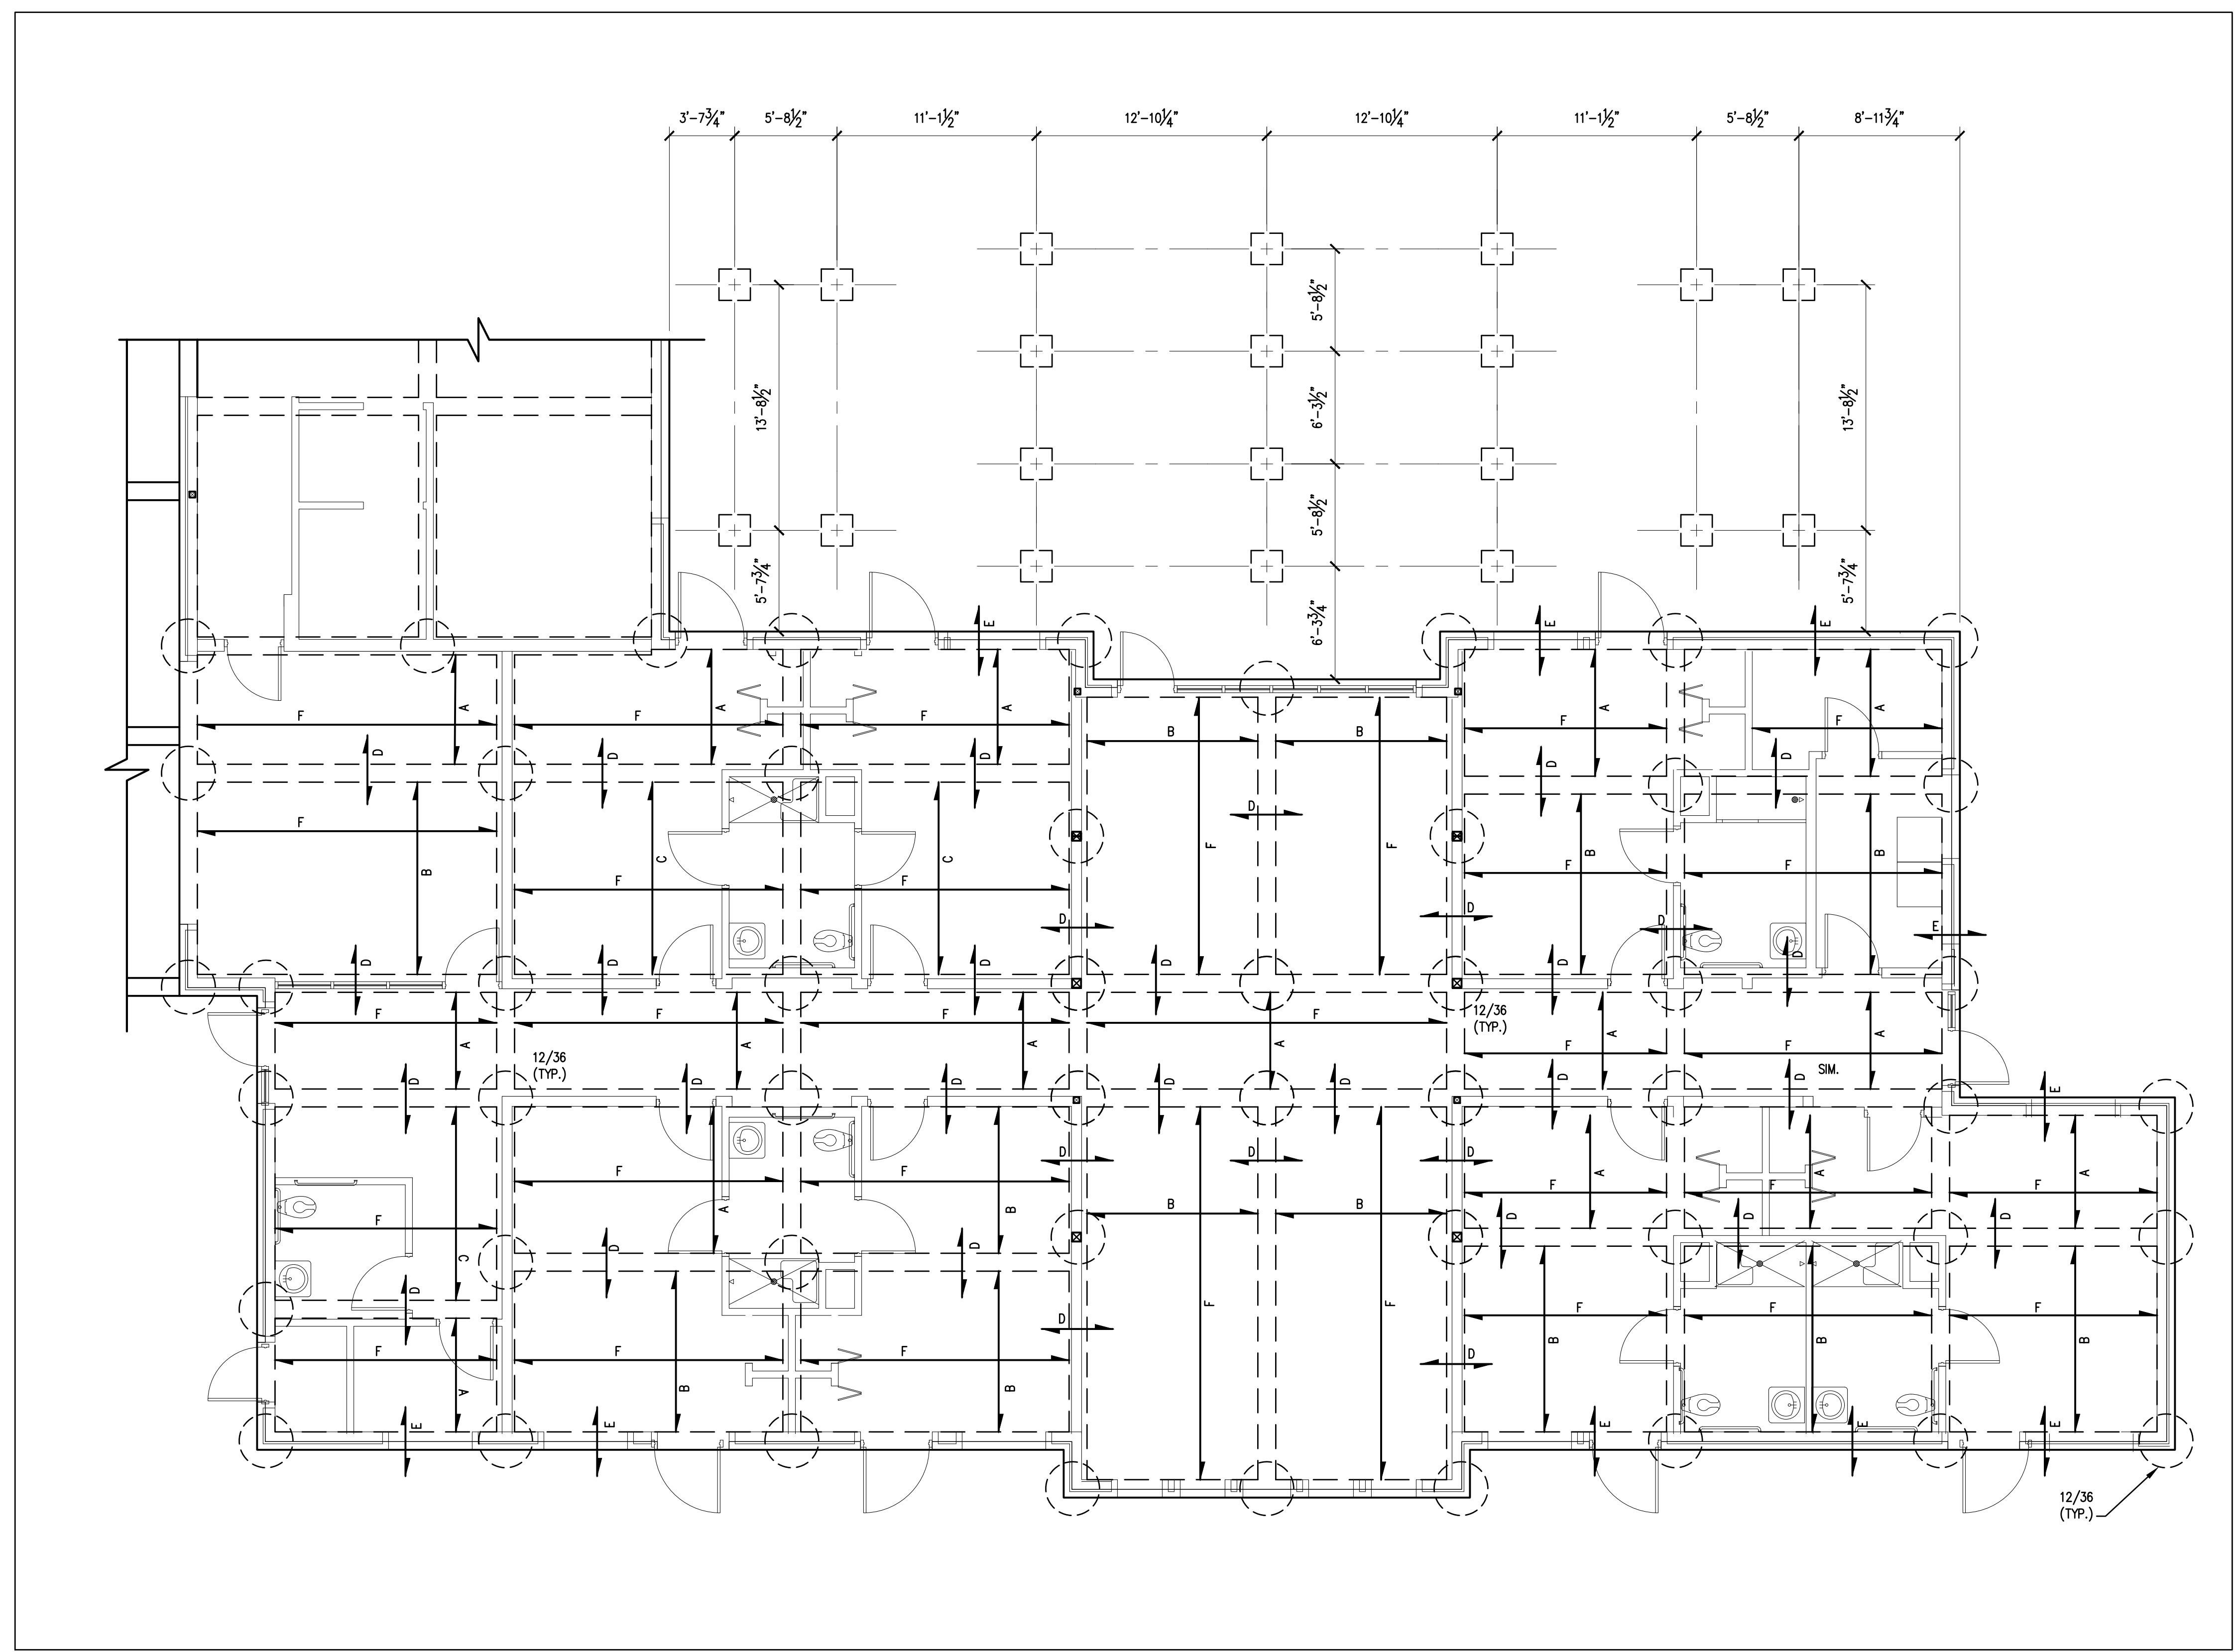 3'-7¾" 5'-8½" 11'-1½" 12'-10¼" 12'-10¼" 11'-1½" 5'-8½" 8'-11¾"
5'-8½"
13'-8½" 6'-3½" 13'-8½"
5'-8½"
5'-7¾" 6'-3¾" 5'-7¾"
E E E
A A A A A
F F F F F
B B
D D D D D
D
F F
F
B C C B B
F F F F
D D D D E
D D D D D D
F F F F
12/36
(TYP.)
A A A A A A
F F
12/36
(TYP.)
SIM.
D D D D D D D E
D D D
F F A B A A A
F F F
B B
F
C D D D D D
F F
D F F F
D
B B B
F F F D
A B B
E E E E E
12/36
(TYP.)